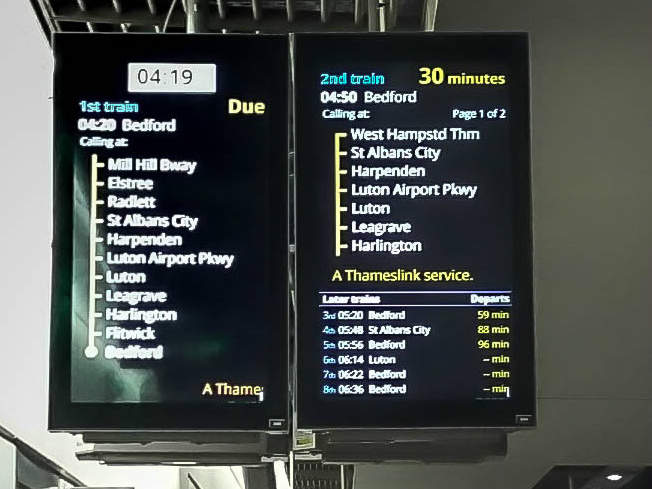 04:19
1st train Due
04:20 Bedford
Calling at:
Mill Hill Bway
Elstree
Radlett
St Albans City
Harpenden
Luton Airport Pkwy
Luton
Leagrave
Harlington
Flitwick
Bedford
A Thame
2nd train 30 minutes
04:50 Bedford
Calling at: Page 1 of 2
West Hampstd Thm
St Albans City
Harpenden
Luton Airport Pkwy
Luton
Leagrave
Harlington
A Thameslink service.
Later trains Departs
3rd 05:20 Bedford 59 min
4th 05:48 St Albans City 88 min
5th 05:56 Bedford 96 min
6th 06:14 Luton -- min
7th 06:22 Bedford -- min
8th 06:36 Bedford -- min